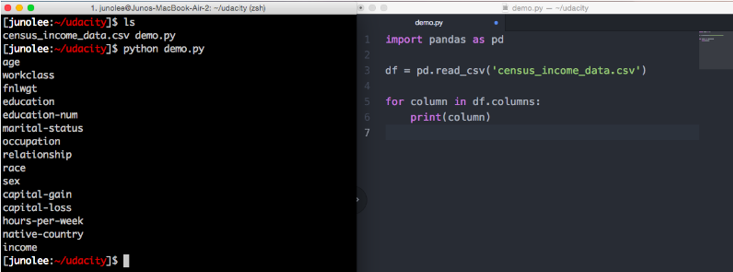 1. junolee@Junos-MacBook-Air-2: ~/udacity (zsh)
[junolee:~/udacity]$ ls
census_income_data.csv demo.py
[junolee:~/udacity]$ python demo.py
age
workclass
fnlwgt
education
education-num
marital-status
occupation
relationship
race
sex
capital-gain
capital-loss
hours-per-week
native-country
income
[junolee:~/udacity]$
demo.py — ~/udacity
demo.py
1 import pandas as pd
2
3 df = pd.read_csv('census_income_data.csv')
4
5 for column in df.columns:
6     print(column)
7